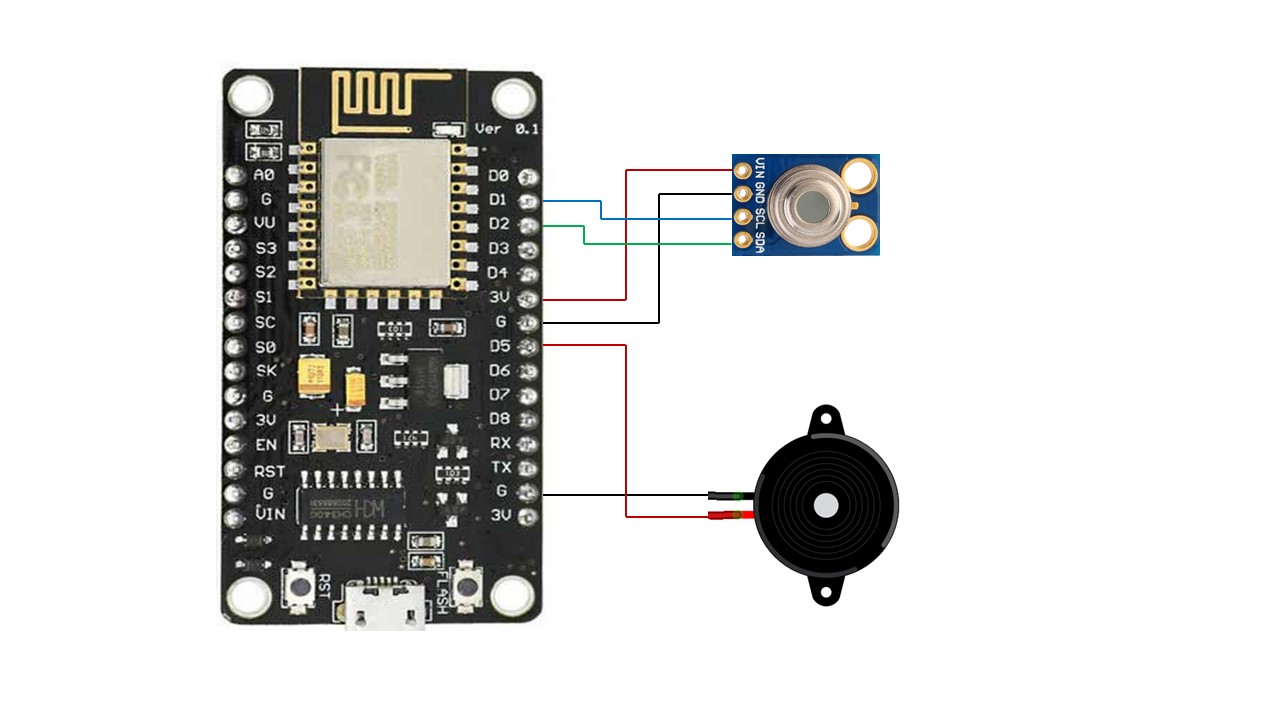 Ver 0.1
A0
G
VU
S3
S2
S1
SC
S0
SK
G
3V
EN
RST
G
VIN
D0
D1
D2
D3
D4
3V
G
D5
D6
D7
D8
RX
TX
G
3V
RST
FLASH
VIN
GND
SCL
SDA